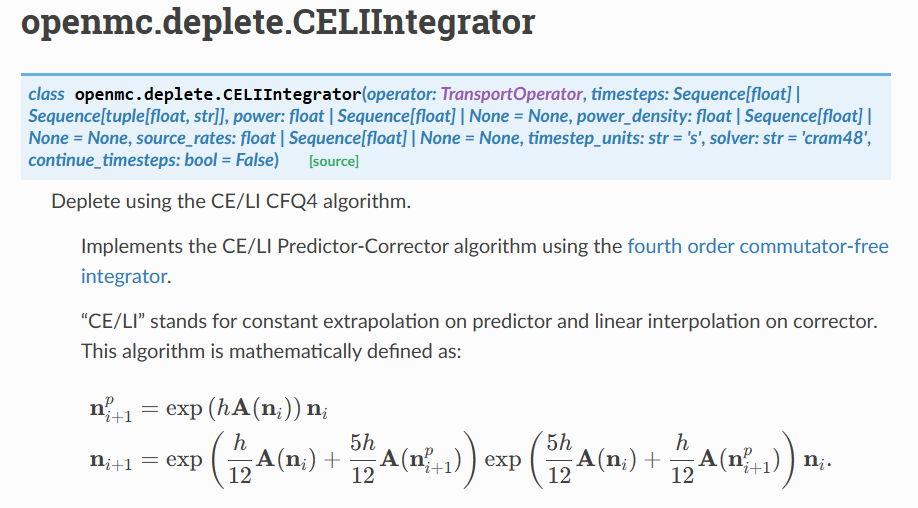 openmc.deplete.CELIIntegrator
class openmc.deplete.CELIIntegrator(operator: TransportOperator, timesteps: Sequence[float] |
Sequence[tuple[float, str]], power: float | Sequence[float] | None = None, power_density: float | Sequence[float] |
None = None, source_rates: float | Sequence[float] | None = None, timestep_units: str = 's', solver: str = 'cram48',
continue_timesteps: bool = False) [source]
Deplete using the CE/LI CFQ4 algorithm.
Implements the CE/LI Predictor-Corrector algorithm using the fourth order commutator-free
integrator.
“CE/LI” stands for constant extrapolation on predictor and linear interpolation on corrector.
This algorithm is mathematically defined as:
$\mathbf{n}_{i+1}^p = \exp\left(h\mathbf{A}(\mathbf{n}_i)\right)\mathbf{n}_i$
$\mathbf{n}_{i+1} = \exp\left(\frac{h}{12}\mathbf{A}(\mathbf{n}_i) + \frac{5h}{12}\mathbf{A}(\mathbf{n}_{i+1}^p)\right)\exp\left(\frac{5h}{12}\mathbf{A}(\mathbf{n}_i) + \frac{h}{12}\mathbf{A}(\mathbf{n}_{i+1}^p)\right)\mathbf{n}_i.$